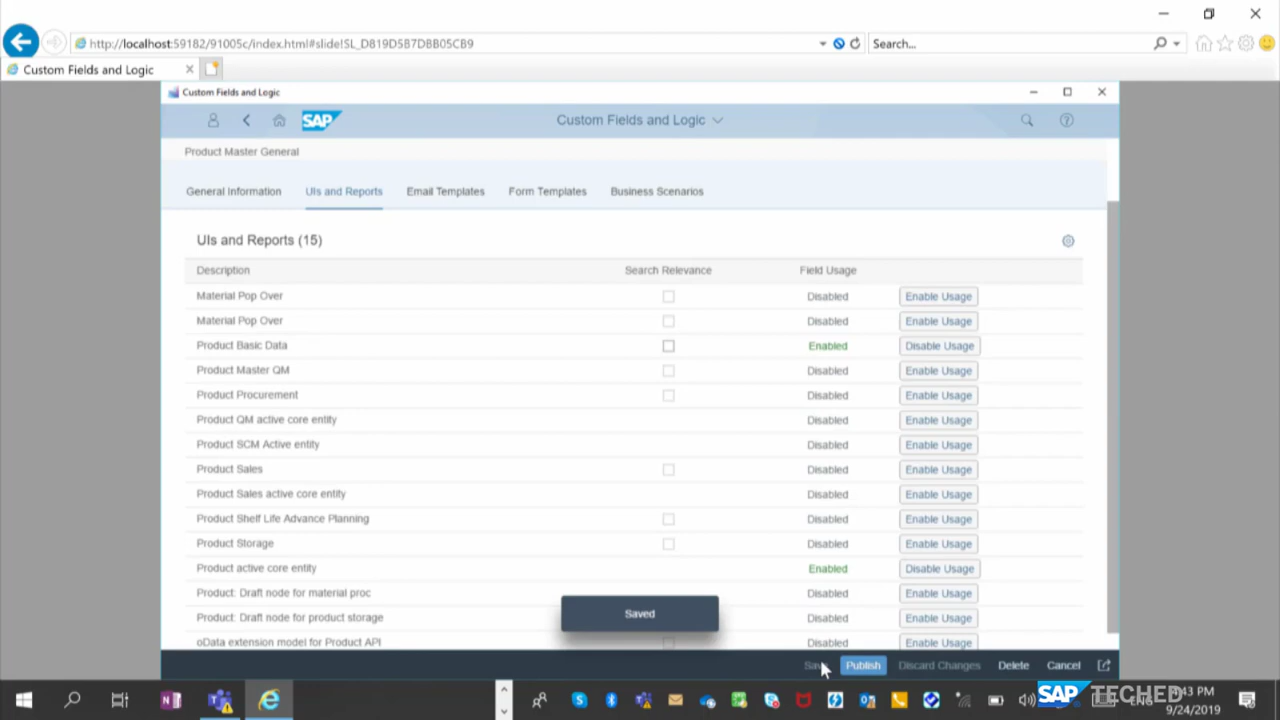 http://localhost:59182/91005c/index.html#slide!SL_D819D5B7DBB05CB9
Search...
Custom Fields and Logic
Custom Fields and Logic
SAP
Custom Fields and Logic
Product Master General
General Information UIs and Reports Email Templates Form Templates Business Scenarios
UIs and Reports (15)
Description Search Relevance Field Usage
Material Pop Over Disabled Enable Usage
Material Pop Over Disabled Enable Usage
Product Basic Data Enabled Disable Usage
Product Master QM Disabled Enable Usage
Product Procurement Disabled Enable Usage
Product QM active core entity Disabled Enable Usage
Product SCM Active entity Disabled Enable Usage
Product Sales Disabled Enable Usage
Product Sales active core entity Disabled Enable Usage
Product Shelf Life Advance Planning Disabled Enable Usage
Product Storage Disabled Enable Usage
Product active core entity Enabled Disable Usage
Product: Draft node for material proc Disabled Enable Usage
Product: Draft node for product storage Disabled Enable Usage
Saved
oData extension model for Product API Disabled Enable Usage
Save Publish Discard Changes Delete Cancel
SAP TECHED
:43 PM
9/24/2019